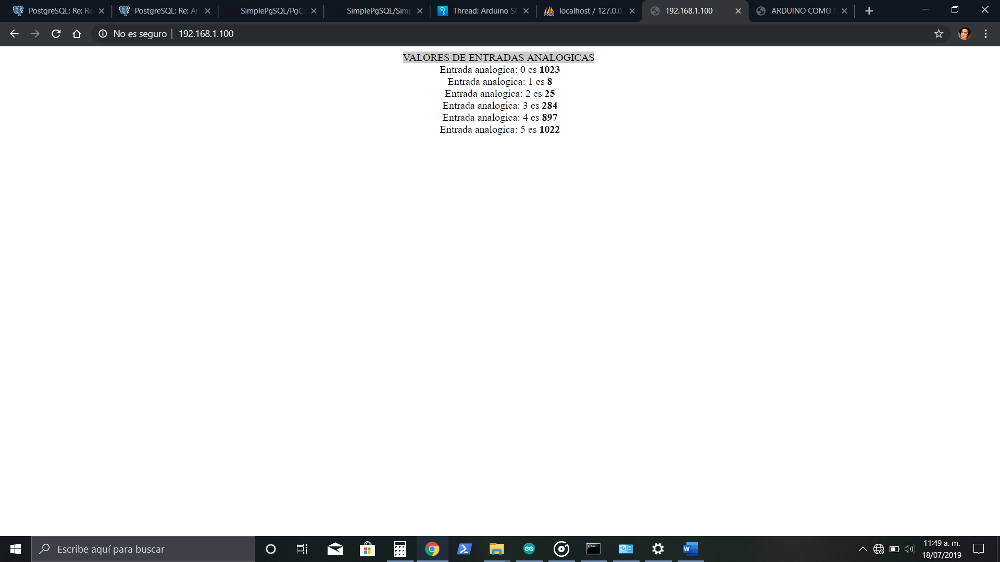 PostgreSQL: Re: Re
PostgreSQL: Re: Ar
SimplePgSQL/PgC
SimplePgSQL/Simp
Thread: Arduino S
localhost / 127.0.0.
192.168.1.100
ARDUINO COMO
No es seguro
192.168.1.100
VALORES DE ENTRADAS ANALOGICAS
Entrada analogica: 0 es 1023
Entrada analogica: 1 es 8
Entrada analogica: 2 es 25
Entrada analogica: 3 es 284
Entrada analogica: 4 es 897
Entrada analogica: 5 es 1022
Escribe aquí para buscar
11:49 a. m.
18/07/2019